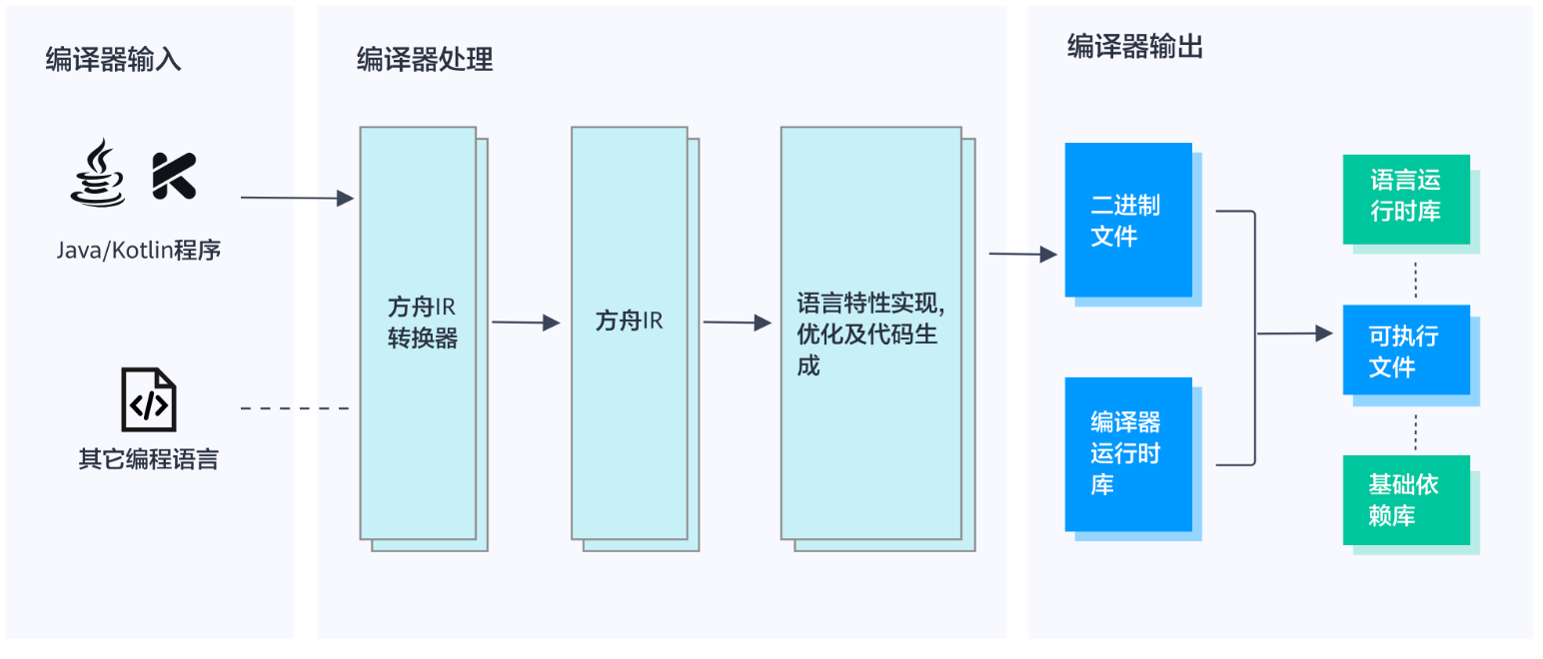 编译器输入
Java/Kotlin程序
其它编程语言
编译器处理
方舟IR
转换器
方舟IR
语言特性实现,
优化及代码生
成
编译器输出
二进制
文件
编译器
运行时
库
语言运
行时库
可执行
文件
基础依
赖库